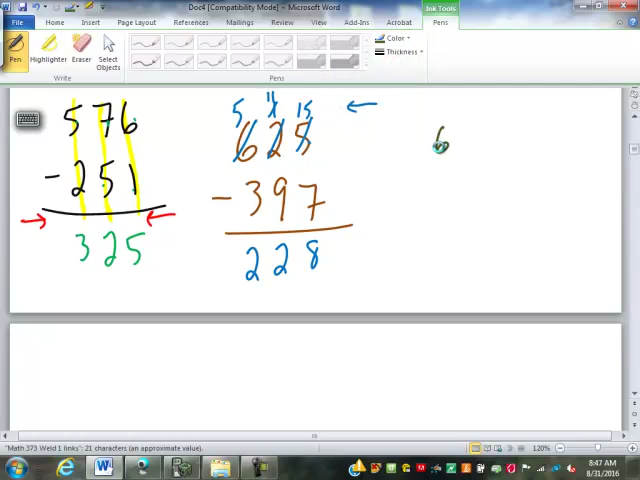 Doc4 [Compatibility Mode] - Microsoft Word
Ink Tools
File Home Insert Page Layout References Mailings Review View Add-Ins Acrobat Pens
Pen Highlighter Eraser Select Objects
Color
Thickness
Write Pens
5 11 15
576 625 6
- 251 - 397
325 228
"Math 373 Weld 1 links": 21 characters (an approximate value).
120%
8:47 AM
8/31/2016